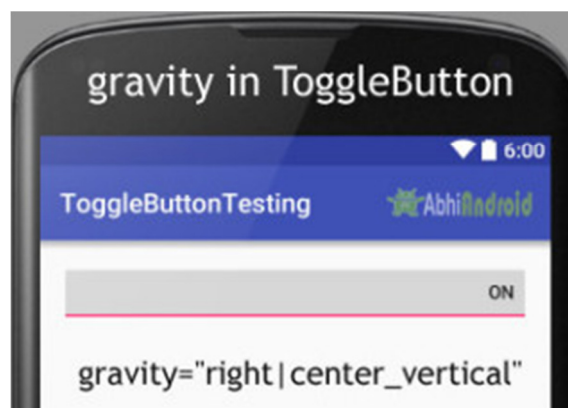 gravity in ToggleButton
6:00
ToggleButtonTesting
AbhiAndroid
ON
gravity="right|center_vertical"